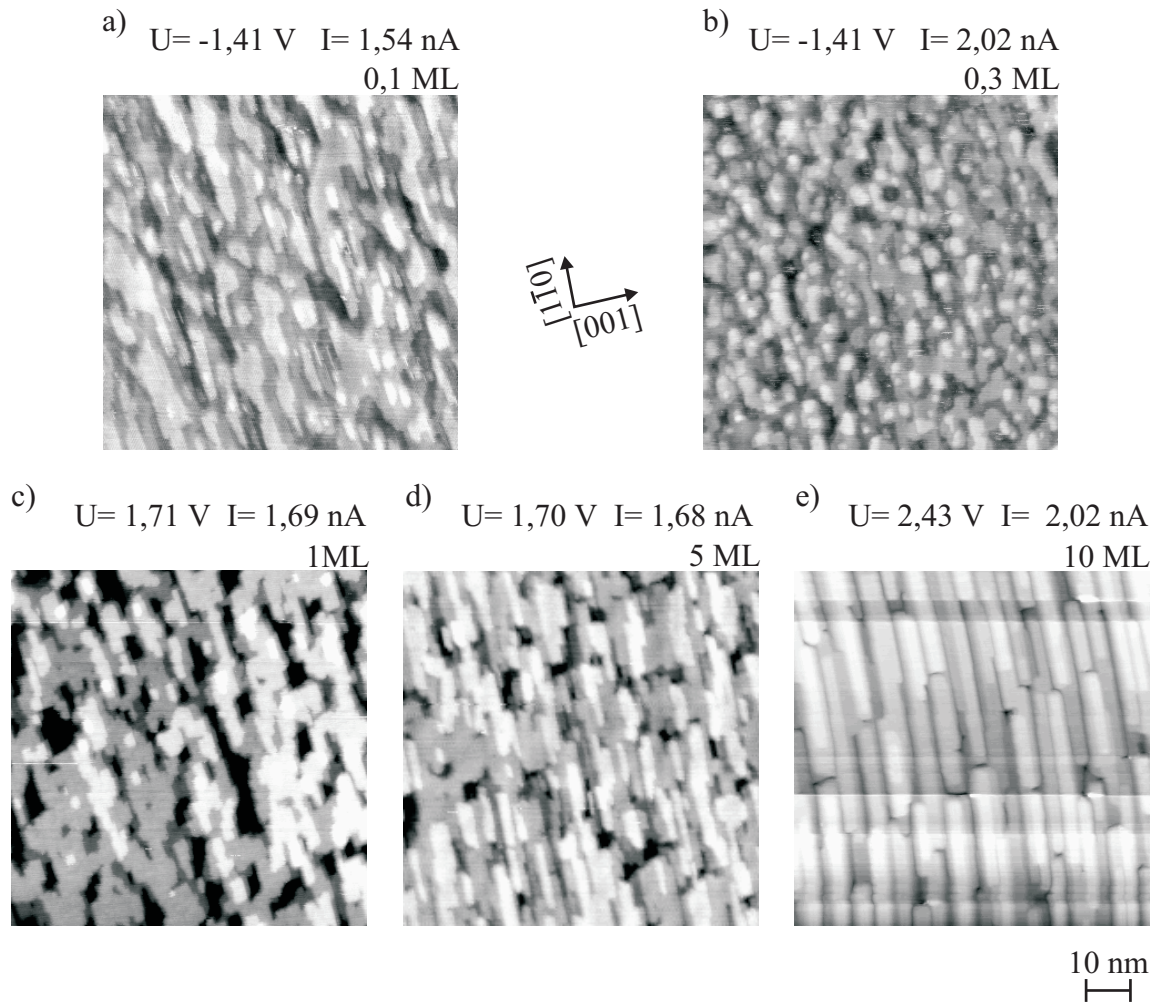 a)
U= -1,41 V I= 1,54 nA
0,1 ML
b)
U= -1,41 V I= 2,02 nA
0,3 ML
[11̅0]
[001]
c)
U= 1,71 V I= 1,69 nA
1ML
d)
U= 1,70 V I= 1,68 nA
5 ML
e)
U= 2,43 V I= 2,02 nA
10 ML
10 nm